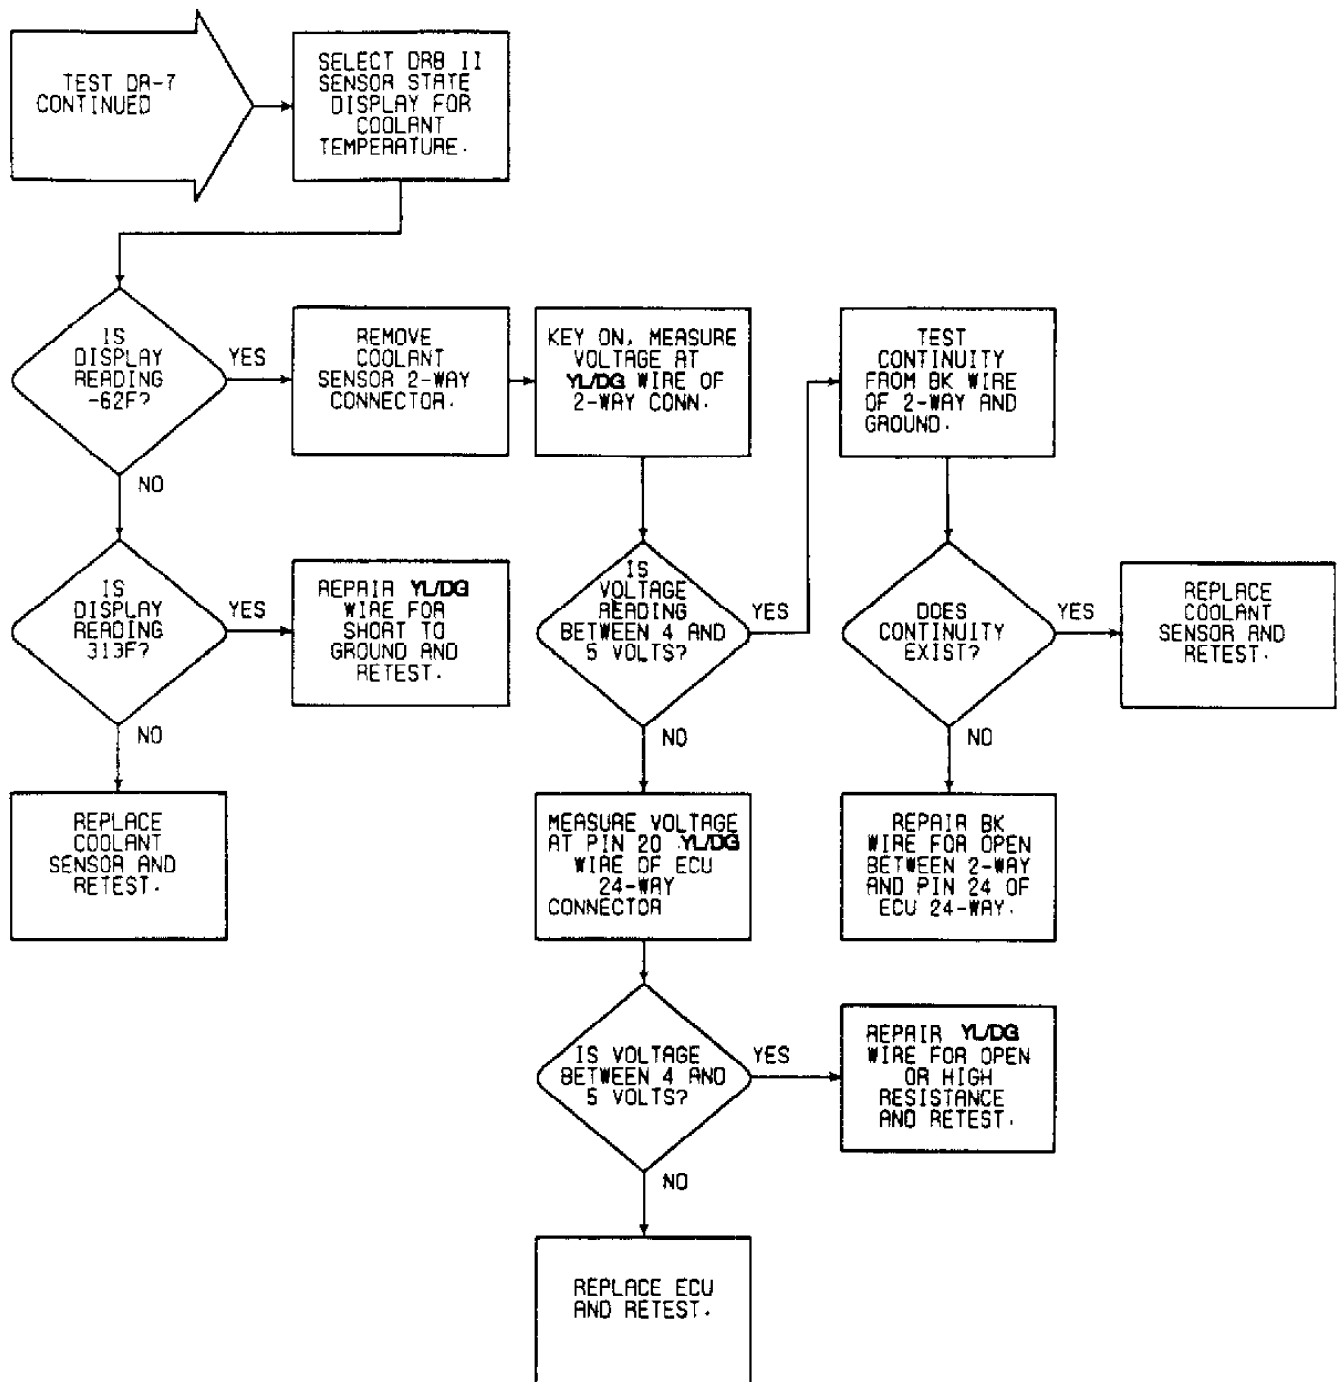 TEST DR-7
CONTINUED
SELECT DRB II
SENSOR STATE
DISPLAY FOR
COOLANT
TEMPERATURE.
IS
DISPLAY
READING
-62F?
YES
NO
REMOVE
COOLANT
SENSOR 2-WAY
CONNECTOR.
KEY ON, MEASURE
VOLTAGE AT
YL/DG WIRE OF
2-WAY CONN.
TEST
CONTINUITY
FROM BK WIRE
OF 2-WAY AND
GROUND.
IS
DISPLAY
READING
313F?
YES
NO
REPAIR YL/DG
WIRE FOR
SHORT TO
GROUND AND
RETEST.
IS
VOLTAGE
READING
BETWEEN 4 AND
5 VOLTS?
YES
NO
DOES
CONTINUITY
EXIST?
YES
NO
REPLACE
COOLANT
SENSOR AND
RETEST.
REPLACE
COOLANT
SENSOR AND
RETEST.
MEASURE VOLTAGE
AT PIN 20 YL/DG
WIRE OF ECU
24-WAY
CONNECTOR
REPAIR BK
WIRE FOR OPEN
BETWEEN 2-WAY
AND PIN 24 OF
ECU 24-WAY.
IS VOLTAGE
BETWEEN 4 AND
5 VOLTS?
YES
NO
REPAIR YL/DG
WIRE FOR OPEN
OR HIGH
RESISTANCE
AND RETEST.
REPLACE ECU
AND RETEST.